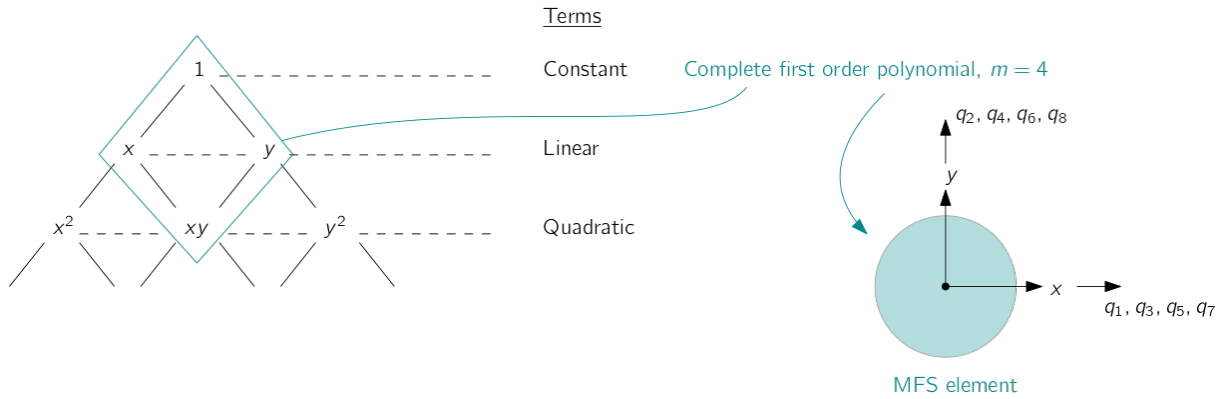 Terms
1
Constant
Complete first order polynomial, m = 4
q₂, q₄, q₆, q₈
x
y
Linear
y
x²
xy
y²
Quadratic
x
q₁, q₃, q₅, q₇
MFS element